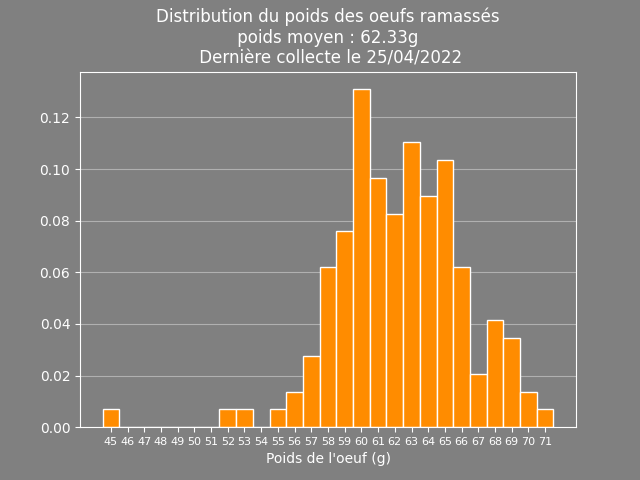 Distribution du poids des oeufs ramassés
poids moyen : 62.33g
Dernière collecte le 25/04/2022
0.12
0.10
0.08
0.06
0.04
0.02
0.00
45 46 47 48 49 50 51 52 53 54 55 56 57 58 59 60 61 62 63 64 65 66 67 68 69 70 71
Poids de l'oeuf (g)